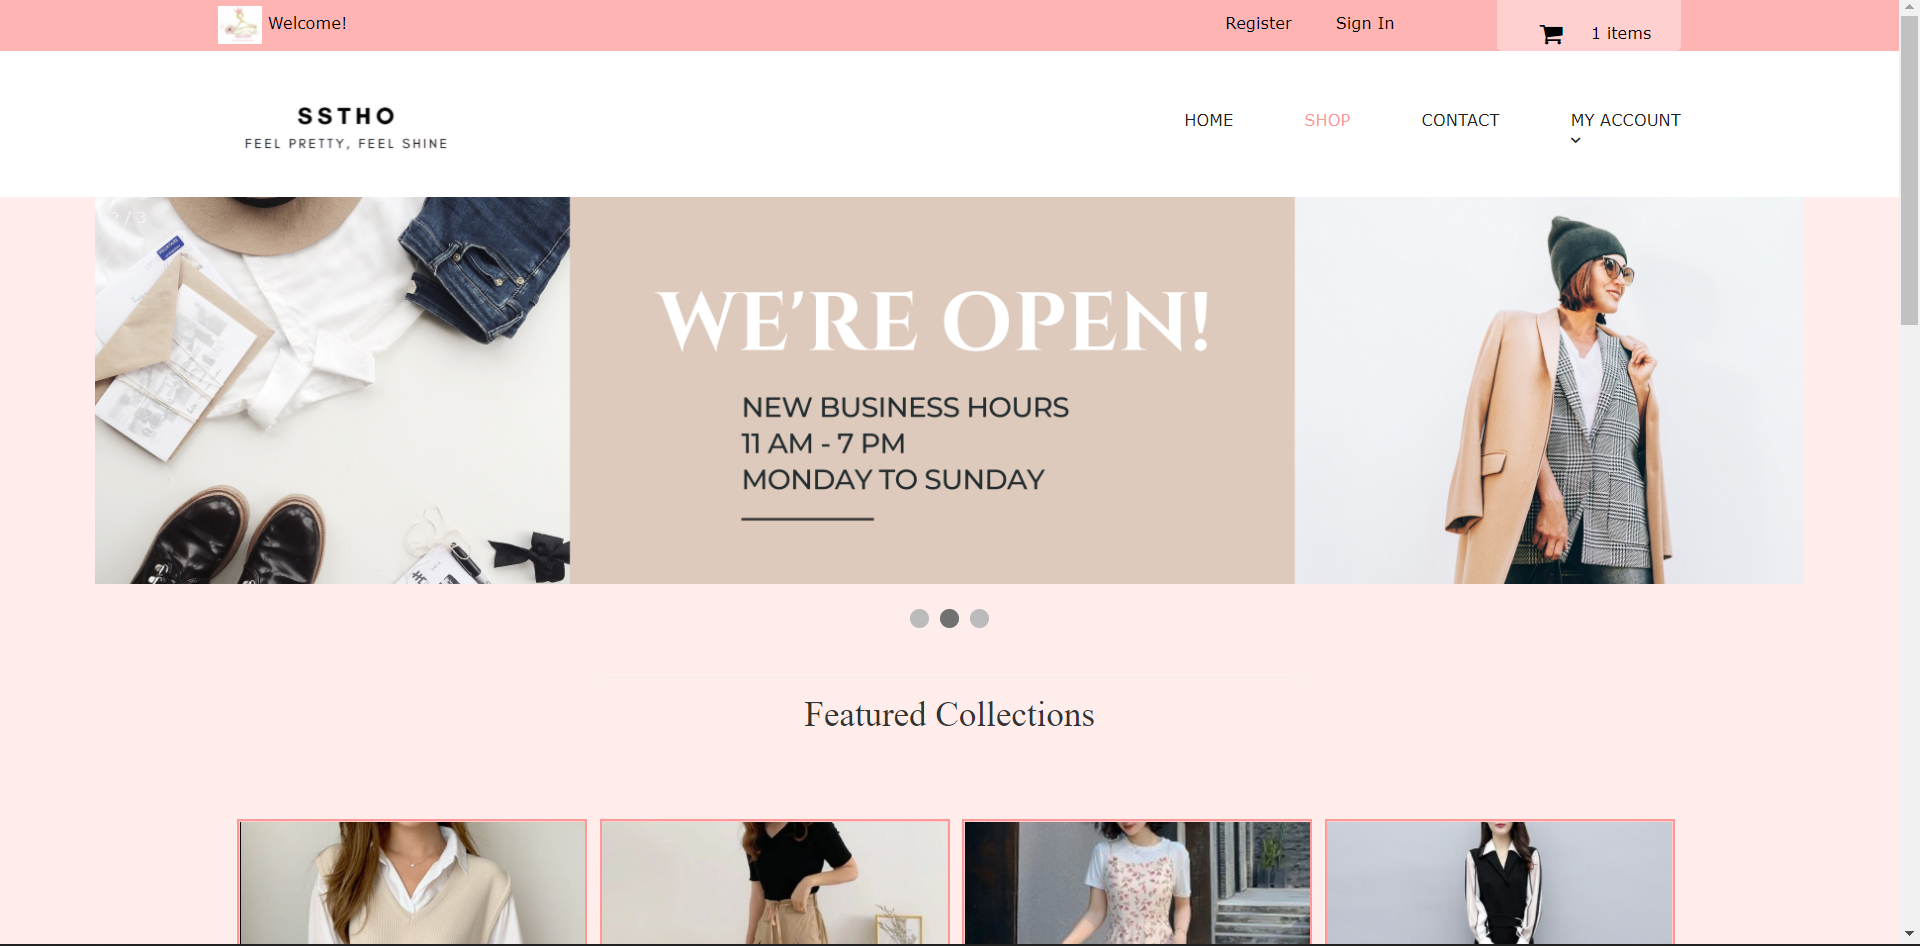 Welcome!
Register
Sign In
1 items
SSTHO
FEEL PRETTY, FEEL SHINE
HOME
SHOP
CONTACT
MY ACCOUNT
2 / 3
WE'RE OPEN!
NEW BUSINESS HOURS
11 AM - 7 PM
MONDAY TO SUNDAY
Featured Collections